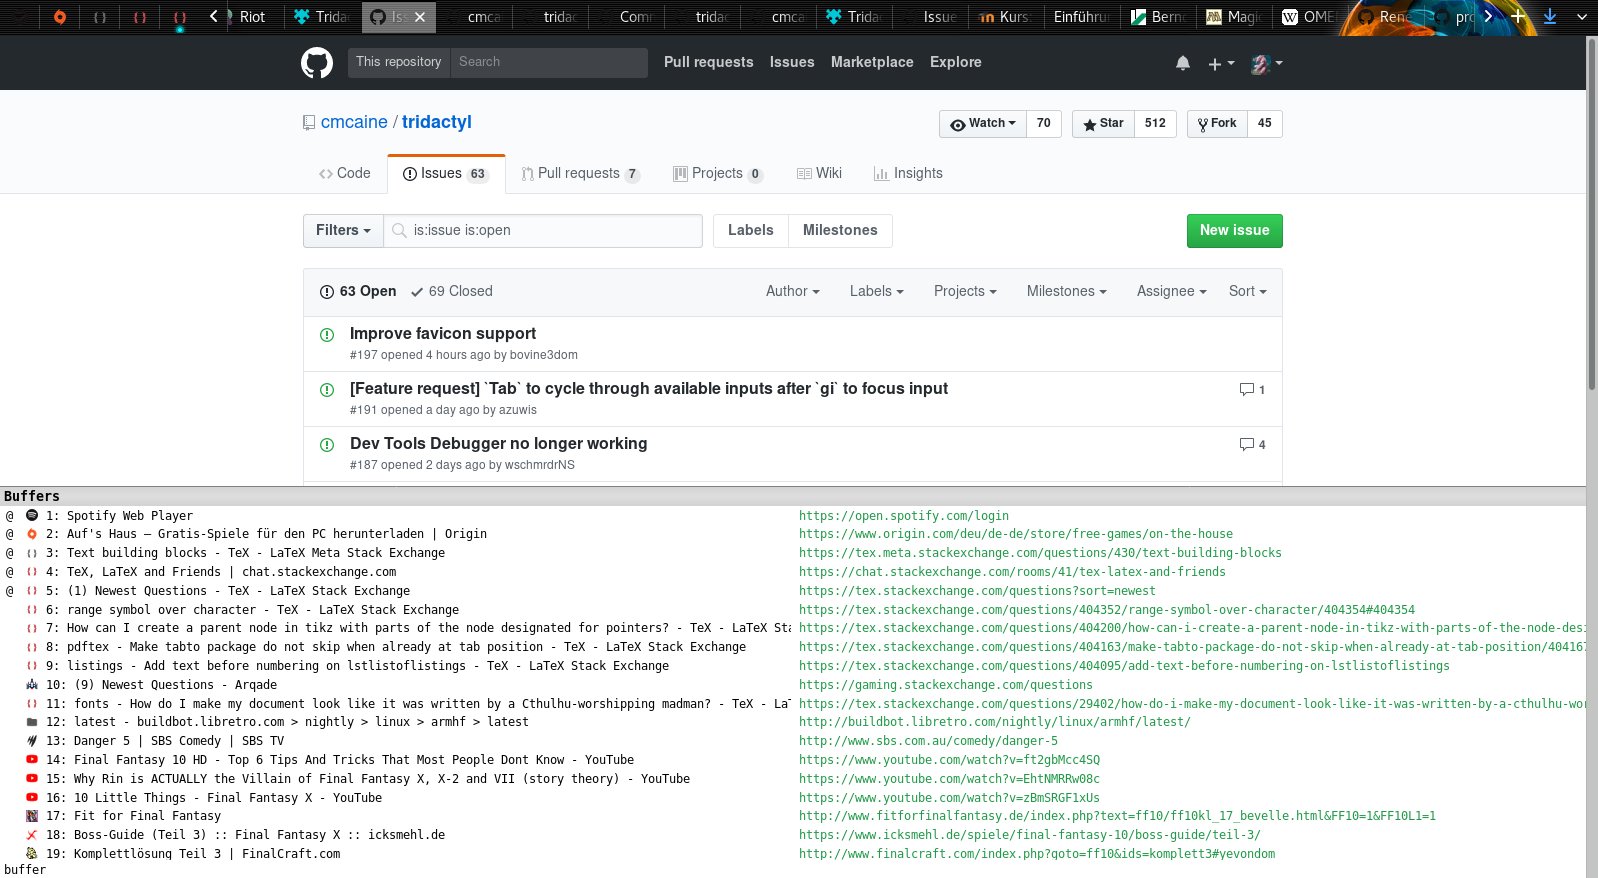 Riot Tridac Iss cmca tridac Comm tridac cmca Tridac Issue Kurs: Einführun Bernd Magic OME Rene pro
This repository Search Pull requests Issues Marketplace Explore
cmcaine / tridactyl
Watch 70 Star 512 Fork 45
Code Issues 63 Pull requests 7 Projects 0 Wiki Insights
Filters is:issue is:open Labels Milestones New issue
63 Open 69 Closed Author Labels Projects Milestones Assignee Sort
Improve favicon support
#197 opened 4 hours ago by bovine3dom
[Feature request] `Tab` to cycle through available inputs after `gi` to focus input 1
#191 opened a day ago by azuwis
Dev Tools Debugger no longer working 4
#187 opened 2 days ago by wschmrdrNS
Buffers
@ 1: Spotify Web Player https://open.spotify.com/login
@ 2: Auf's Haus – Gratis-Spiele für den PC herunterladen | Origin https://www.origin.com/deu/de-de/store/free-games/on-the-house
@ 3: Text building blocks - TeX - LaTeX Meta Stack Exchange https://tex.meta.stackexchange.com/questions/430/text-building-blocks
@ 4: TeX, LaTeX and Friends | chat.stackexchange.com https://chat.stackexchange.com/rooms/41/tex-latex-and-friends
@ 5: (1) Newest Questions - TeX - LaTeX Stack Exchange https://tex.stackexchange.com/questions?sort=newest
6: range symbol over character - TeX - LaTeX Stack Exchange https://tex.stackexchange.com/questions/404352/range-symbol-over-character/404354#404354
7: How can I create a parent node in tikz with parts of the node designated for pointers? - TeX - LaTeX Sta https://tex.stackexchange.com/questions/404200/how-can-i-create-a-parent-node-in-tikz-with-parts-of-the-node-desi
8: pdftex - Make tabto package do not skip when already at tab position - TeX - LaTeX Stack Exchange https://tex.stackexchange.com/questions/404163/make-tabto-package-do-not-skip-when-already-at-tab-position/404167
9: listings - Add text before numbering on lstlistoflistings - TeX - LaTeX Stack Exchange https://tex.stackexchange.com/questions/404095/add-text-before-numbering-on-lstlistoflistings
10: (9) Newest Questions - Arqade https://gaming.stackexchange.com/questions
11: fonts - How do I make my document look like it was written by a Cthulhu-worshipping madman? - TeX - LaT https://tex.stackexchange.com/questions/29402/how-do-i-make-my-document-look-like-it-was-written-by-a-cthulhu-wor
12: latest - buildbot.libretro.com > nightly > linux > armhf > latest http://buildbot.libretro.com/nightly/linux/armhf/latest/
13: Danger 5 | SBS Comedy | SBS TV http://www.sbs.com.au/comedy/danger-5
14: Final Fantasy 10 HD - Top 6 Tips And Tricks That Most People Dont Know - YouTube https://www.youtube.com/watch?v=ft2gbMcc4SQ
15: Why Rin is ACTUALLY the Villain of Final Fantasy X, X-2 and VII (story theory) - YouTube https://www.youtube.com/watch?v=EhtNMRRw08c
16: 10 Little Things - Final Fantasy X - YouTube https://www.youtube.com/watch?v=zBmSRGF1xUs
17: Fit for Final Fantasy http://www.fitforfinalfantasy.de/index.php?text=ff10/ff10kl_17_bevelle.html&FF10=1&FF10L1=1
18: Boss-Guide (Teil 3) :: Final Fantasy X :: icksmehl.de https://www.icksmehl.de/spiele/final-fantasy-10/boss-guide/teil-3/
19: Komplettlösung Teil 3 | FinalCraft.com http://www.finalcraft.com/index.php?goto=ff10&ids=komplett3#yevondom
buffer